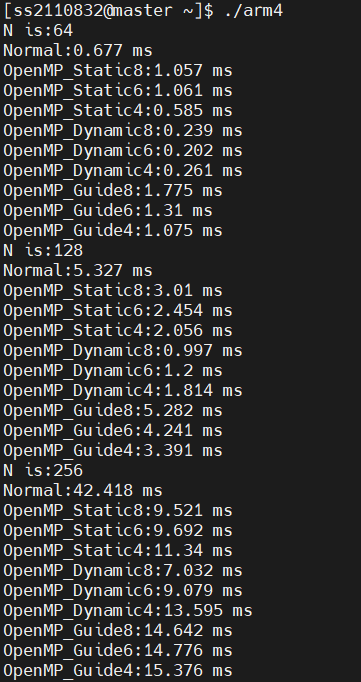 [ss2110832@master ~]$ ./arm4
N is:64
Normal:0.677 ms
OpenMP_Static8:1.057 ms
OpenMP_Static6:1.061 ms
OpenMP_Static4:0.585 ms
OpenMP_Dynamic8:0.239 ms
OpenMP_Dynamic6:0.202 ms
OpenMP_Dynamic4:0.261 ms
OpenMP_Guide8:1.775 ms
OpenMP_Guide6:1.31 ms
OpenMP_Guide4:1.075 ms
N is:128
Normal:5.327 ms
OpenMP_Static8:3.01 ms
OpenMP_Static6:2.454 ms
OpenMP_Static4:2.056 ms
OpenMP_Dynamic8:0.997 ms
OpenMP_Dynamic6:1.2 ms
OpenMP_Dynamic4:1.814 ms
OpenMP_Guide8:5.282 ms
OpenMP_Guide6:4.241 ms
OpenMP_Guide4:3.391 ms
N is:256
Normal:42.418 ms
OpenMP_Static8:9.521 ms
OpenMP_Static6:9.692 ms
OpenMP_Static4:11.34 ms
OpenMP_Dynamic8:7.032 ms
OpenMP_Dynamic6:9.079 ms
OpenMP_Dynamic4:13.595 ms
OpenMP_Guide8:14.642 ms
OpenMP_Guide6:14.776 ms
OpenMP_Guide4:15.376 ms